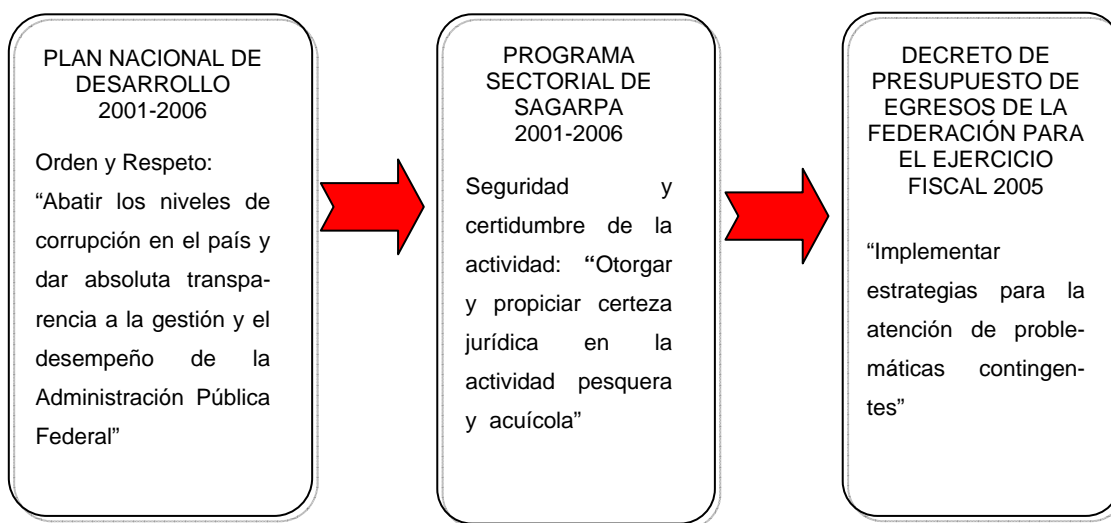 PLAN NACIONAL DE
DESARROLLO
2001-2006
Orden y Respeto:
“Abatir los niveles de
corrupción en el país y
dar absoluta transpa-
rencia a la gestión y el
desempeño de la
Administración Pública
Federal”
PROGRAMA
SECTORIAL DE
SAGARPA
2001-2006
Seguridad y
certidumbre de la
actividad: “Otorgar
y propiciar certeza
jurídica en la
actividad pesquera
y acuícola”
DECRETO DE
PRESUPUESTO DE
EGRESOS DE LA
FEDERACIÓN PARA
EL EJERCICIO
FISCAL 2005
“Implementar
estrategias para la
atención de proble-
máticas contingen-
tes”